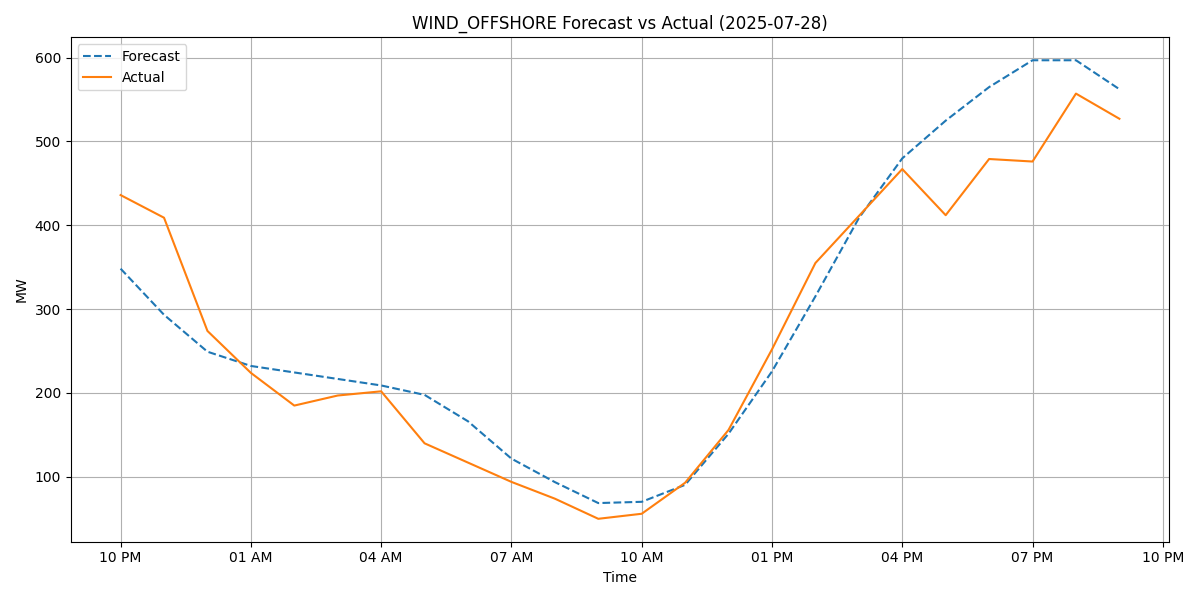 WIND_OFFSHORE Forecast vs Actual (2025-07-28)
Forecast
Actual
600
500
400
300
200
100
MW
10 PM 01 AM 04 AM 07 AM 10 AM 01 PM 04 PM 07 PM 10 PM
Time